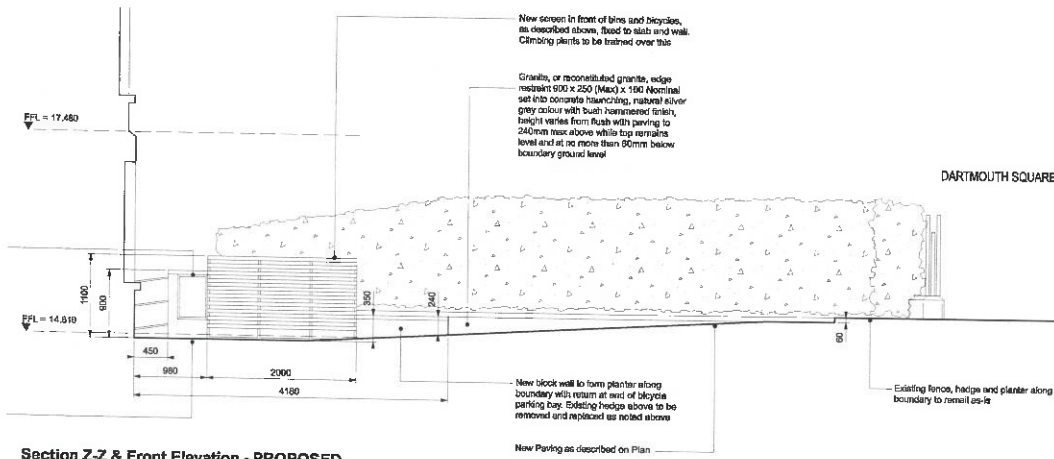 New screen in front of bins and bicycles,
as described above, fixed to slab and wall.
Climbing plants to be trained over this
Granite, or reconstituted granite, edge
restraint 900 x 250 (Max) x 160 Nominal
set into concrete haunching, natural silver
grey colour with bush hammered finish,
height varies from flush with paving to
240mm max above while top remains
level and at no more than 60mm below
boundary ground level
FFL = 17.460
DARTMOUTH SQUARE
1100
900
350
240
FFL = 14.619
60
450
980
2000
4180
New block wall to form planter along
boundary with return at end of bicycle
parking bay. Existing hedge above to be
removed and replaced as noted above
Existing fence, hedge and planter along
boundary to remain as-is
New Paving as described on Plan
Section Z-Z & Front Elevation - PROPOSED